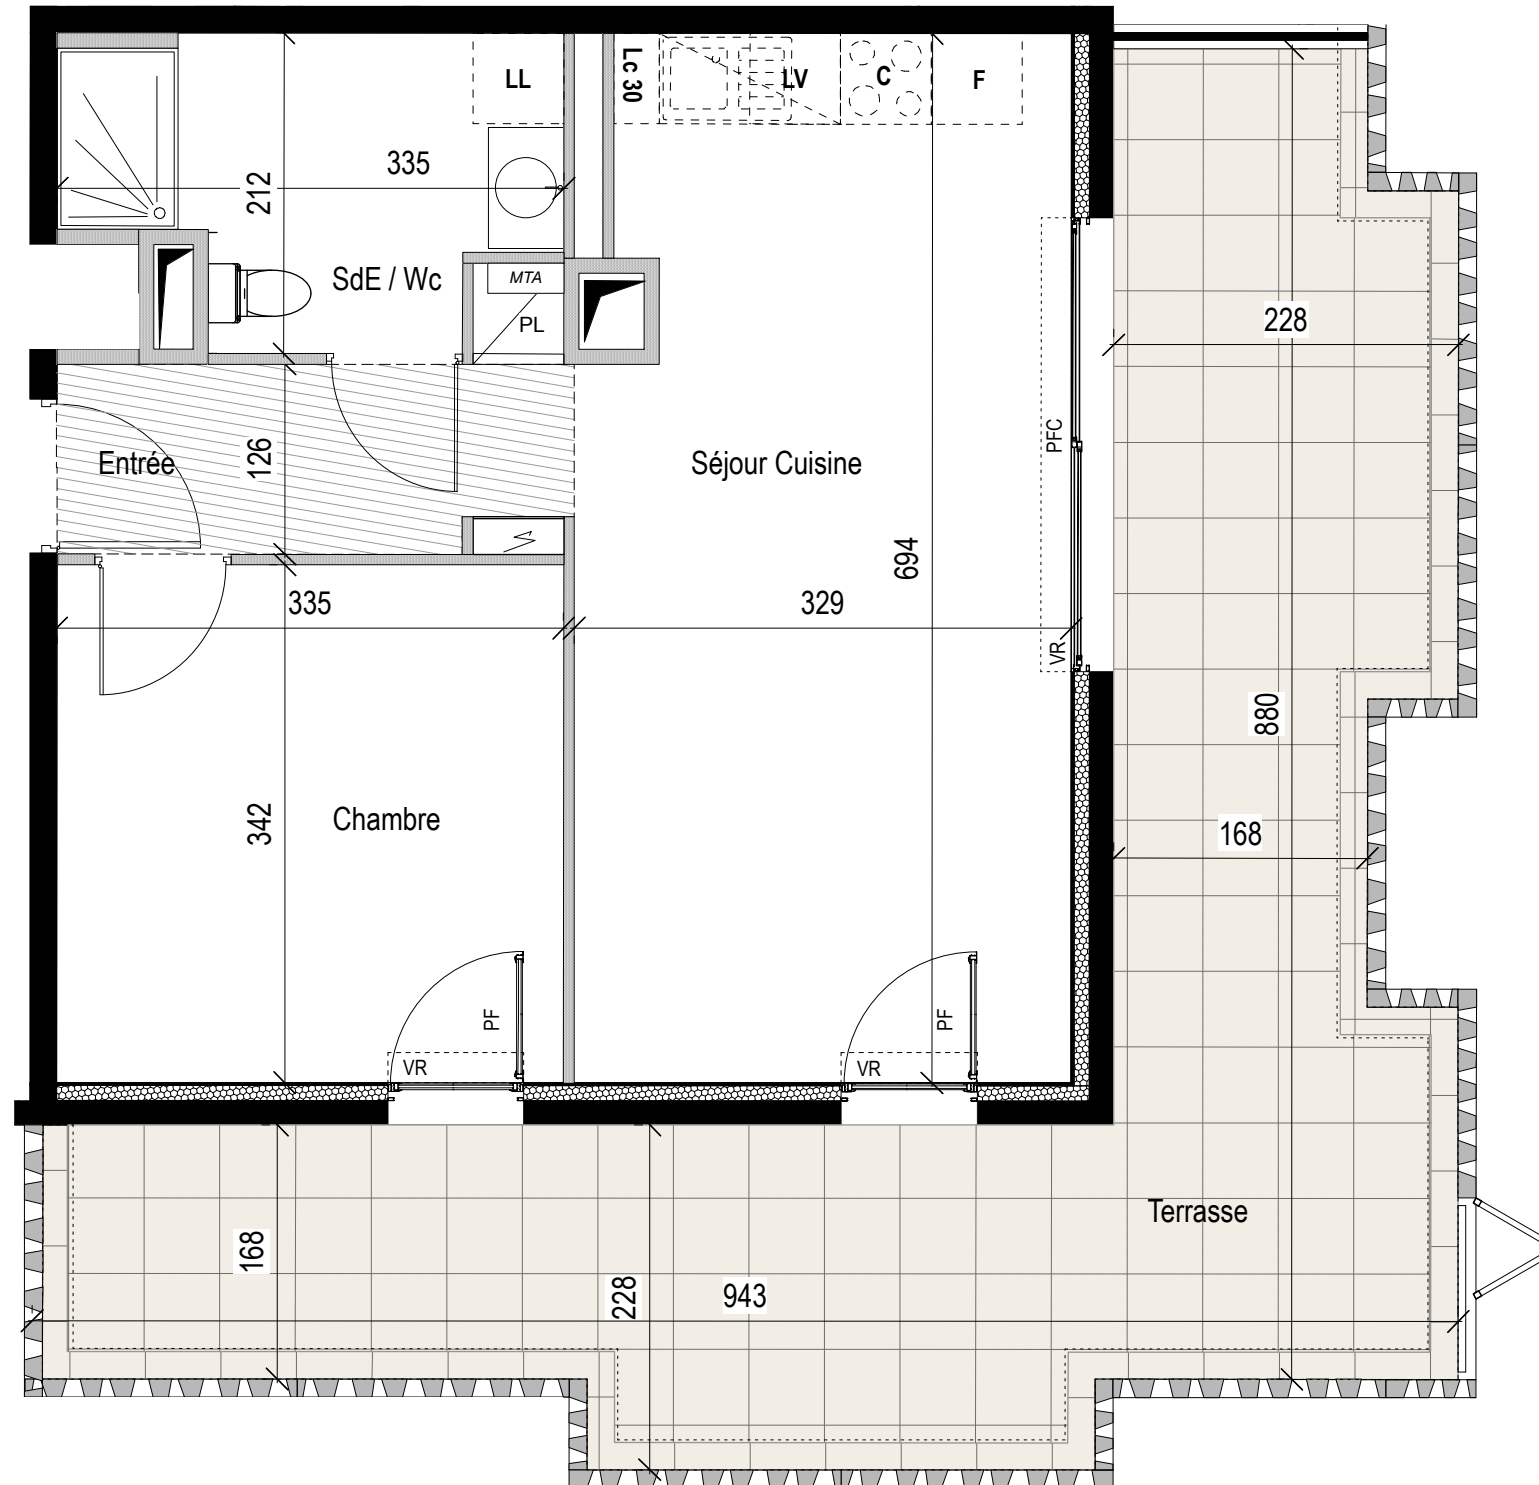 LL
Lc 30
LV
C
F
335
212
SdE / Wc
MTA
PL
228
PFC
Entrée
126
Séjour Cuisine
694
335
329
VR
880
342
Chambre
168
PF
VR
PF
VR
Terrasse
168
228
943